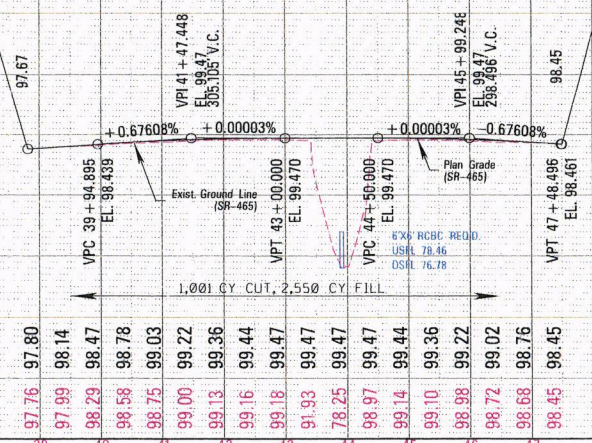 97.67
VPI 41 + 47.448
EL. 99.47
305.105' V.C.
VPI 45 + 99.248
EL. 99.47
298.496' V.C.
98.45
+ 0.67608%
+ 0.00003%
+ 0.00003%
-0.67608%
VPC 39 + 94.895
EL. 98.439
Exist. Ground Line
(SR-465)
VPT 43 + 00.000
EL. 99.470
VPC 44 + 50.000
EL. 99.470
Plan Grade
(SR-465)
VPT 47 + 48.496
EL. 98.461
6'X6' RCBC REQ'D.
USFL 78.46
DSFL 76.78
1,001 CY CUT, 2,550 CY FILL
97.80 98.14 98.47 98.78 99.03 99.22 99.36 99.44 99.47 99.47 99.47 99.47 99.44 99.36 99.22 99.02 98.76 98.45
97.76 97.99 98.29 98.58 98.75 99.00 99.13 99.16 99.18 91.93 78.25 98.97 99.14 99.10 98.98 98.72 98.68 98.45